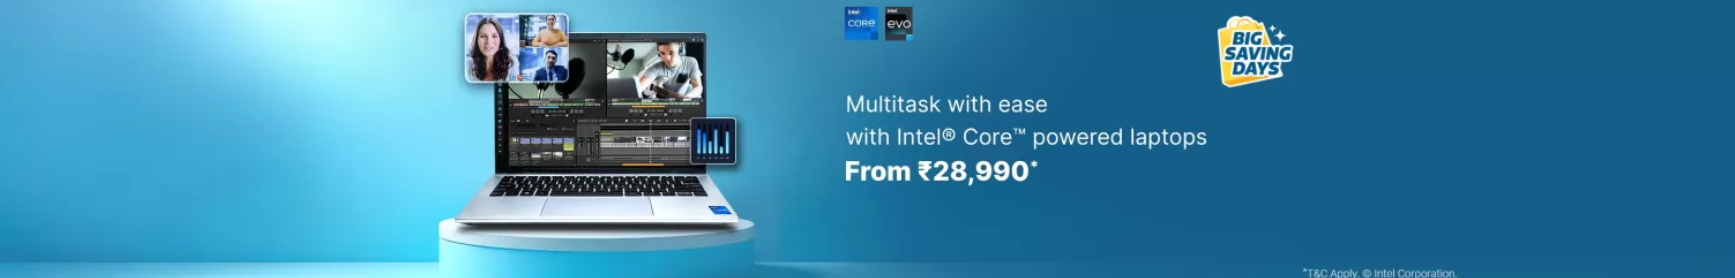 intel
CORE
intel
evo
BIG
SAVING
DAYS
Multitask with ease
with Intel® Core™ powered laptops
From ₹28,990*
*T&C Apply. © Intel Corporation.